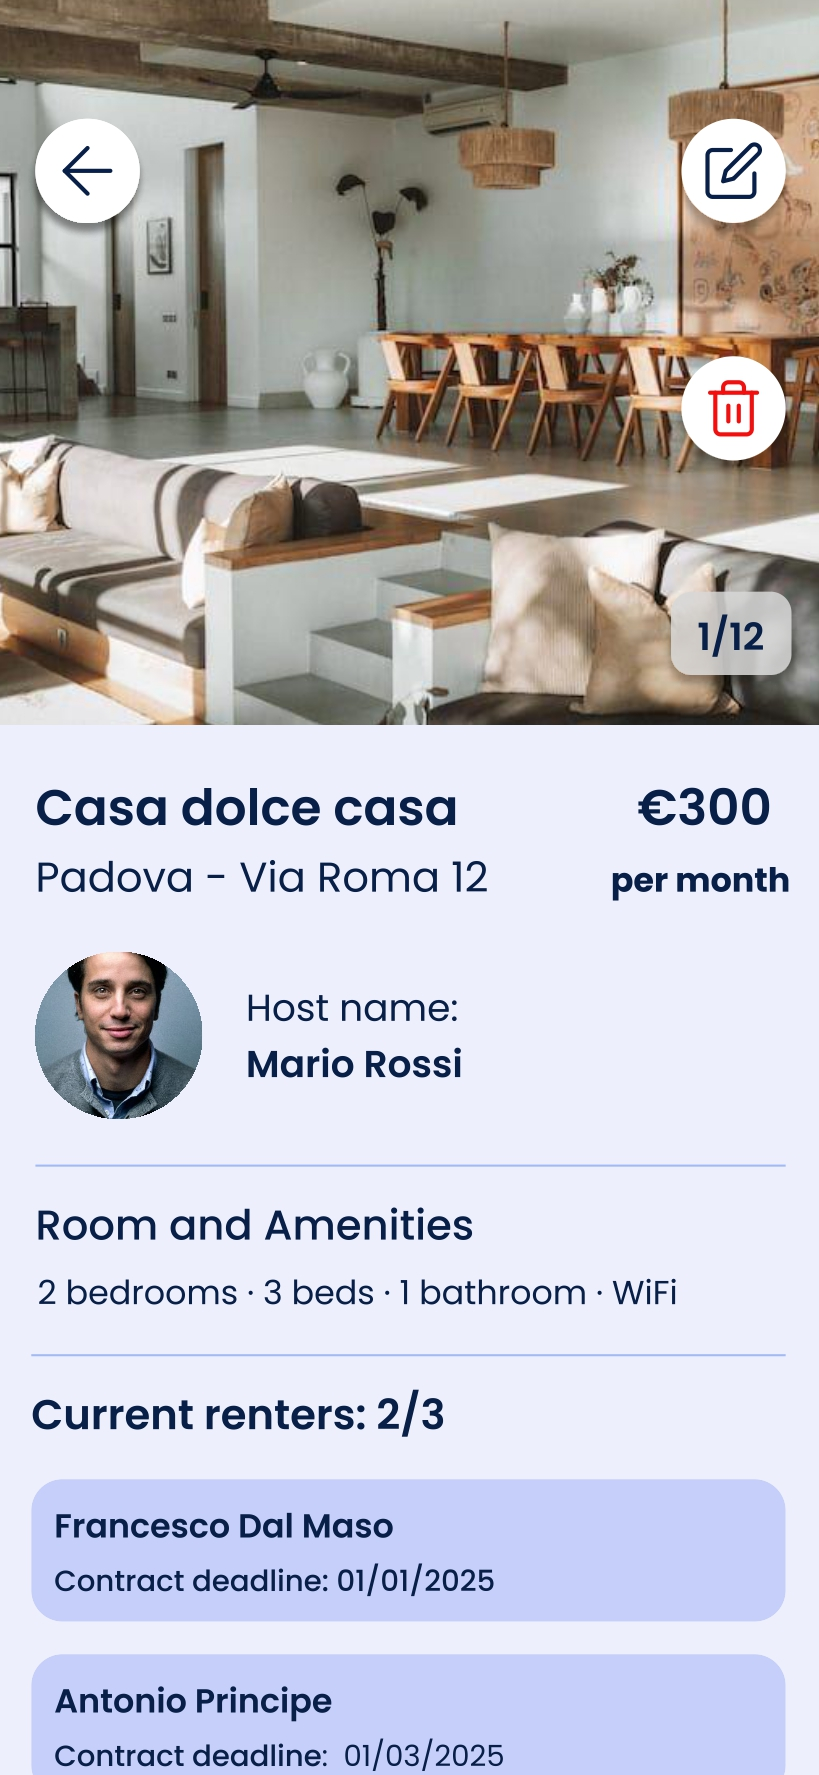 1/12
Casa dolce casa
€300
Padova - Via Roma 12
per month
Host name:
Mario Rossi
Room and Amenities
2 bedrooms · 3 beds · 1 bathroom · WiFi
Current renters: 2/3
Francesco Dal Maso
Contract deadline: 01/01/2025
Antonio Principe
Contract deadline: 01/03/2025